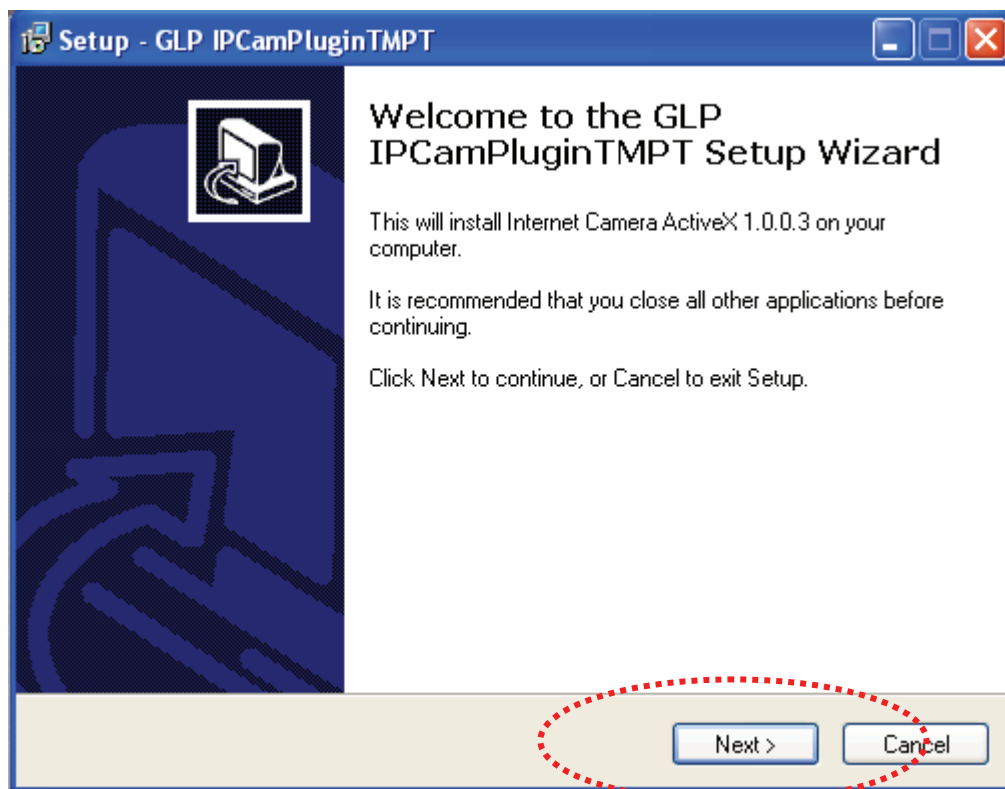 Setup - GLP IPCamPluginTMPT
Welcome to the GLP
IPCamPluginTMPT Setup Wizard
This will install Internet Camera ActiveX 1.0.0.3 on your
computer.
It is recommended that you close all other applications before
continuing.
Click Next to continue, or Cancel to exit Setup.
Next >
Cancel